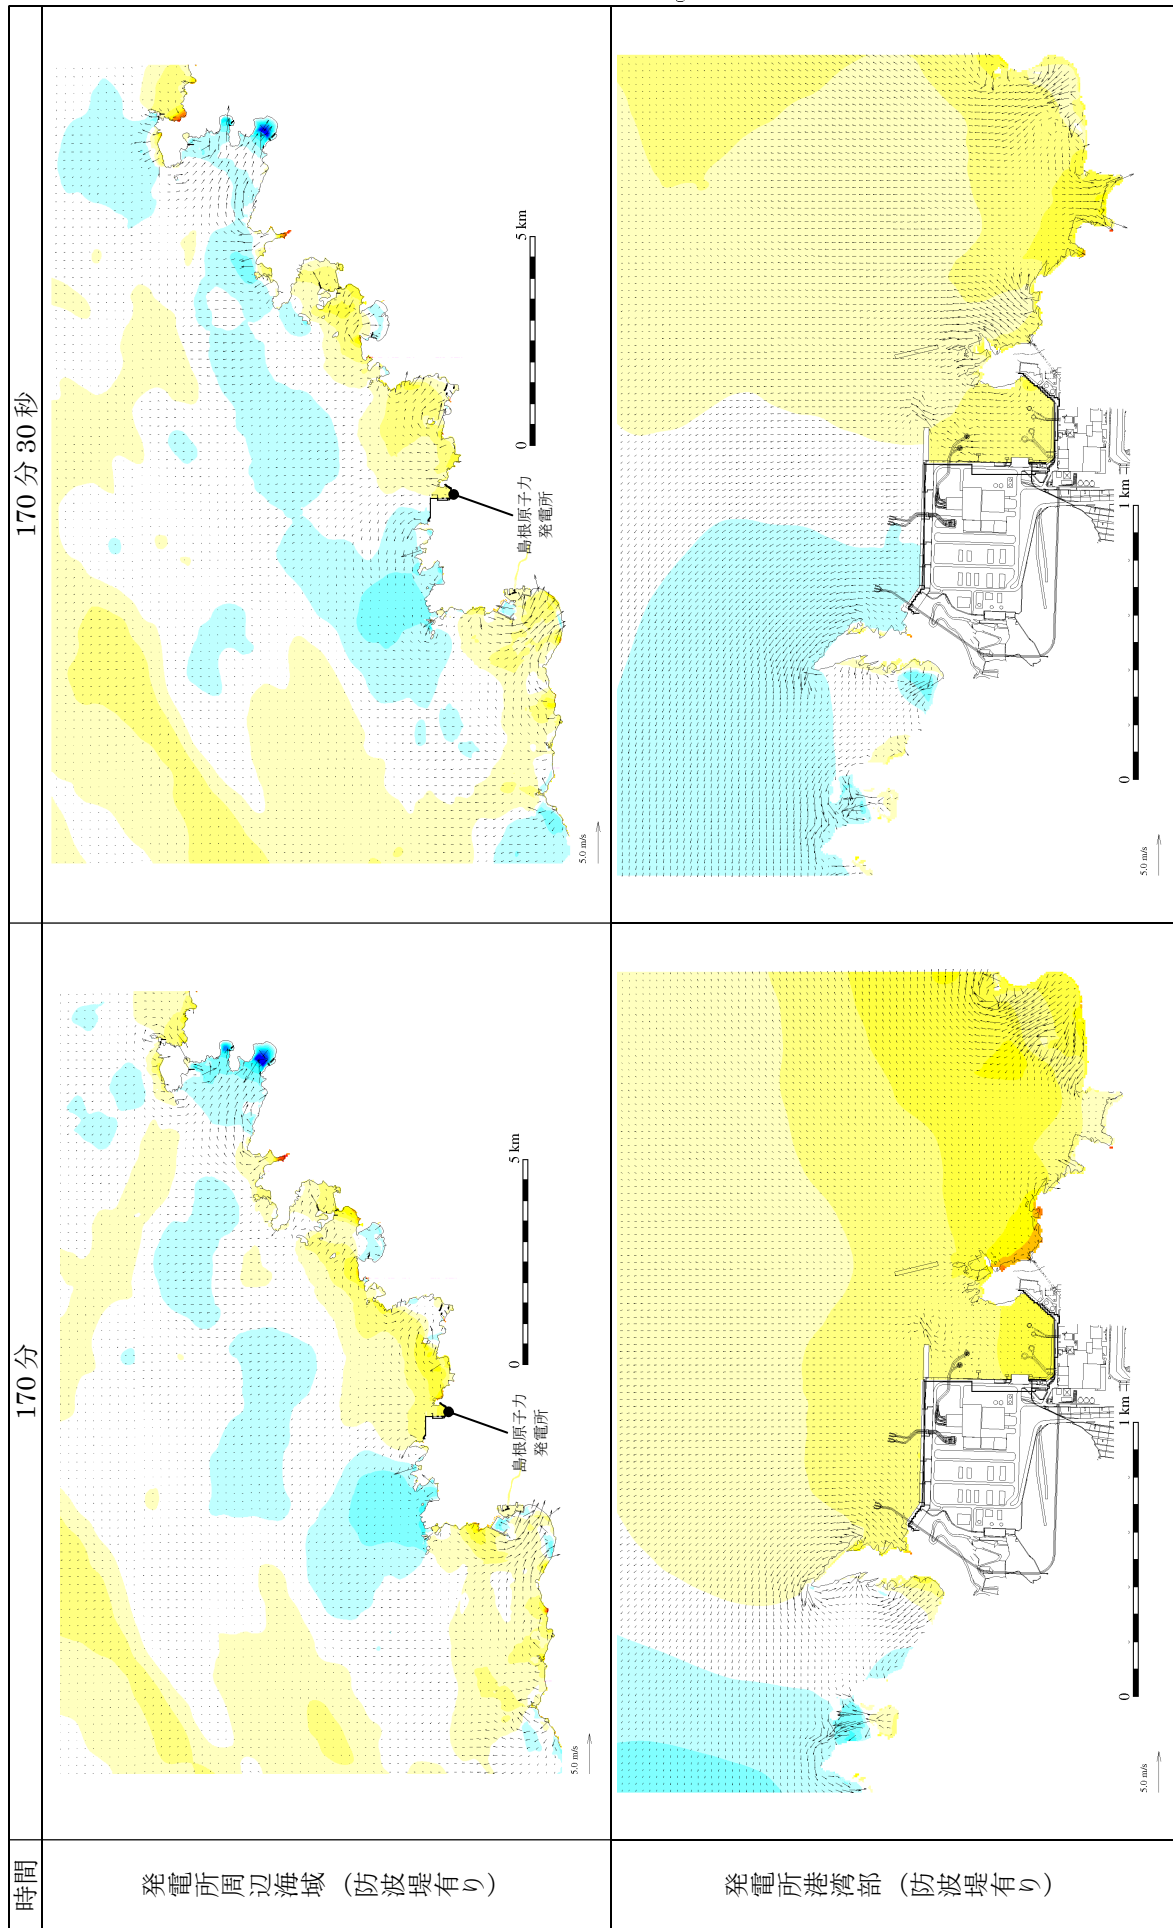 時間
170分
170分 30秒
発電所周辺海域 (防波堤有り)
島根原子力
発電所
0
5 km
5.0 m/s
島根原子力
発電所
0
5 km
5.0 m/s
発電所港湾部 (防波堤有り)
0
1 km
5.0 m/s
0
1 km
5.0 m/s